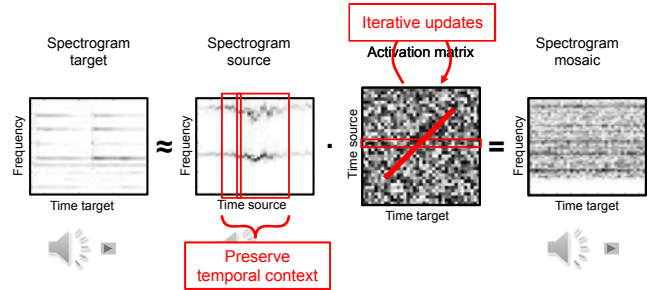 Iterative updates
Spectrogram
target
Spectrogram
source
Activation matrix
Spectrogram
mosaic
Frequency
Time target
≈
Frequency
Time source
·
Time source
Time target
=
Frequency
Time target
Preserve
temporal context